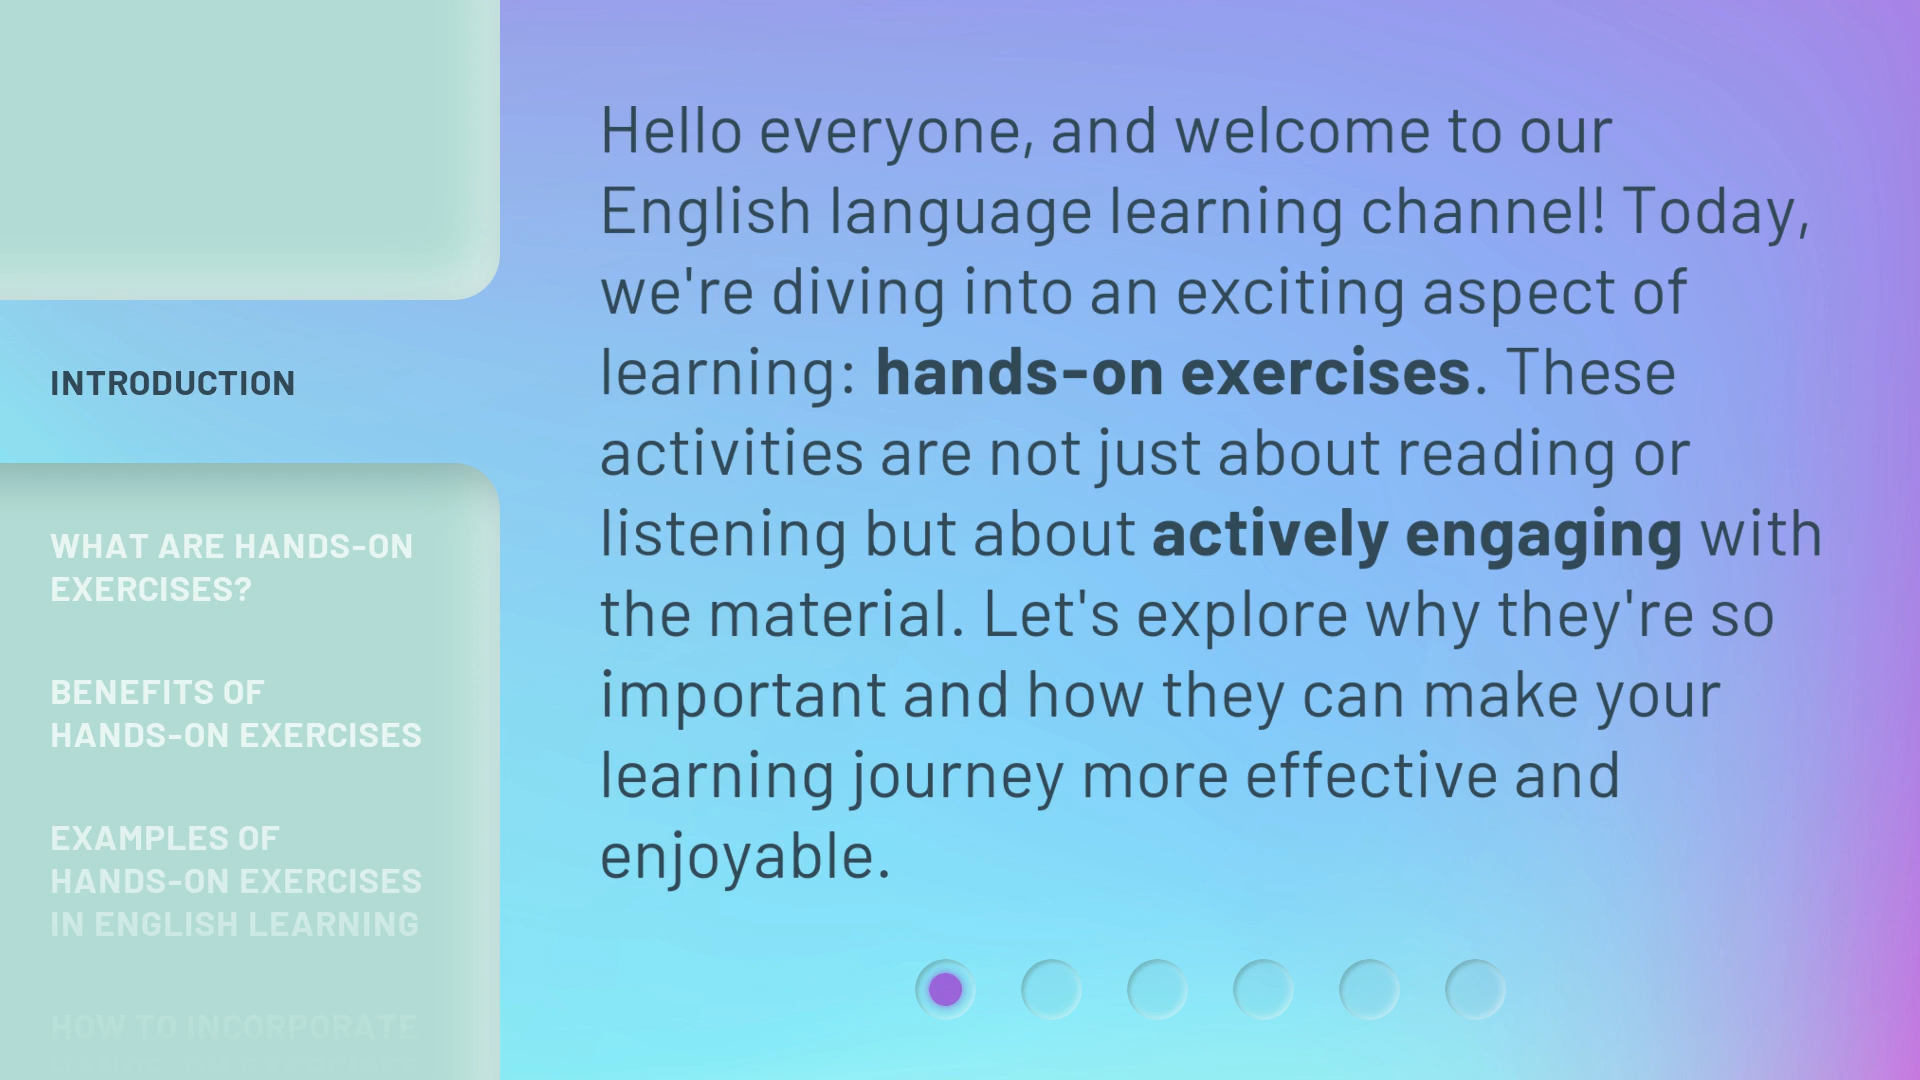 INTRODUCTION
WHAT ARE HANDS-ON
EXERCISES?
BENEFITS OF
HANDS-ON EXERCISES
EXAMPLES OF
HANDS-ON EXERCISES
IN ENGLISH LEARNING
HOW TO INCORPORATE
Hello everyone, and welcome to our
English language learning channel! Today,
we're diving into an exciting aspect of
learning: hands-on exercises. These
activities are not just about reading or
listening but about actively engaging with
the material. Let's explore why they're so
important and how they can make your
learning journey more effective and
enjoyable.